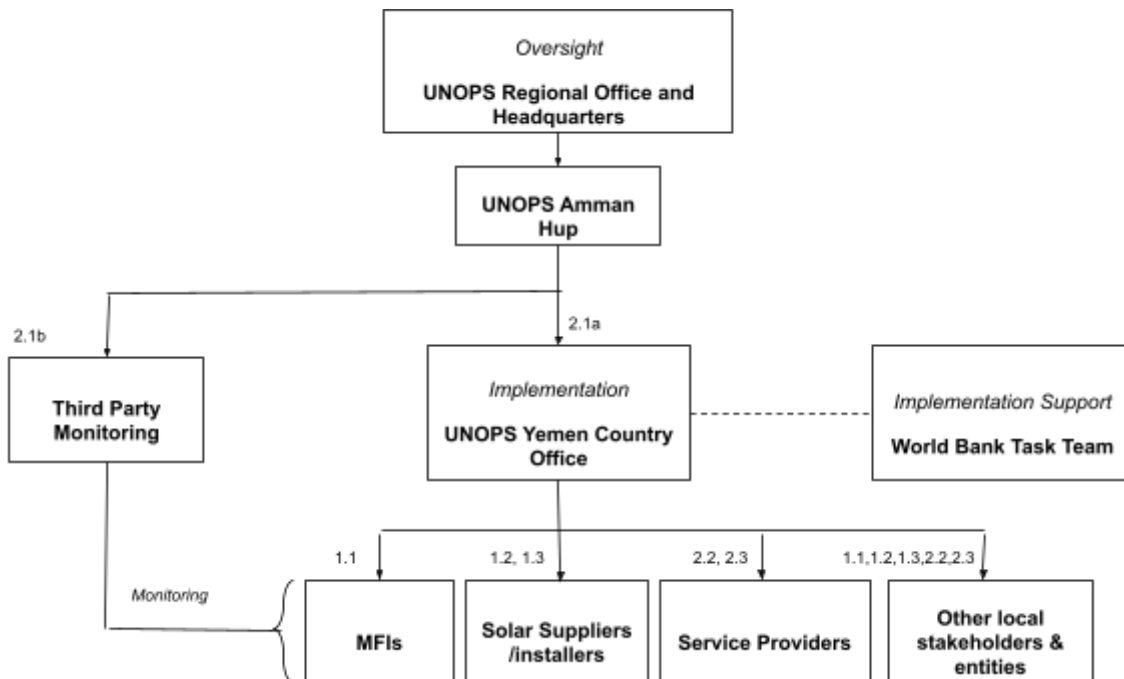 Oversight
UNOPS Regional Office and
Headquarters
UNOPS Amman
Hup
2.1b
2.1a
Third Party
Monitoring
Implementation
UNOPS Yemen Country
Office
Implementation Support
World Bank Task Team
1.1
1.2, 1.3
2.2, 2.3
1.1,1.2,1.3,2.2,2.3
Monitoring
MFIs
Solar Suppliers
/installers
Service Providers
Other local
stakeholders &
entities